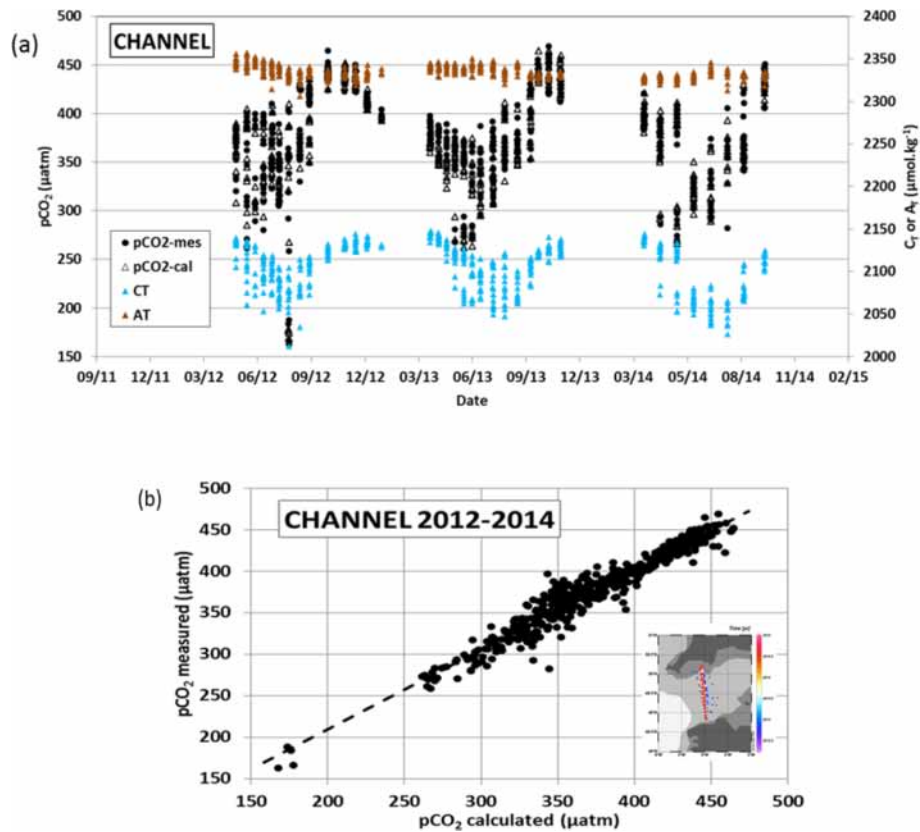 (a)
CHANNEL
500
450
400
350
300
250
200
150
pCO2 (µatm)
pCO2-mes
pCO2-cal
CT
AT
2400
2350
2300
2250
2200
2150
2100
2050
2000
CT or AT (µmol.kg-1)
09/11 12/11 03/12 06/12 09/12 12/12 03/13 06/13 09/13 12/13 03/14 05/14 08/14 11/14 02/15
Date
(b)
CHANNEL 2012-2014
500
450
400
350
300
250
200
150
pCO2 measured (µatm)
150 200 250 300 350 400 450 500
pCO2 calculated (µatm)